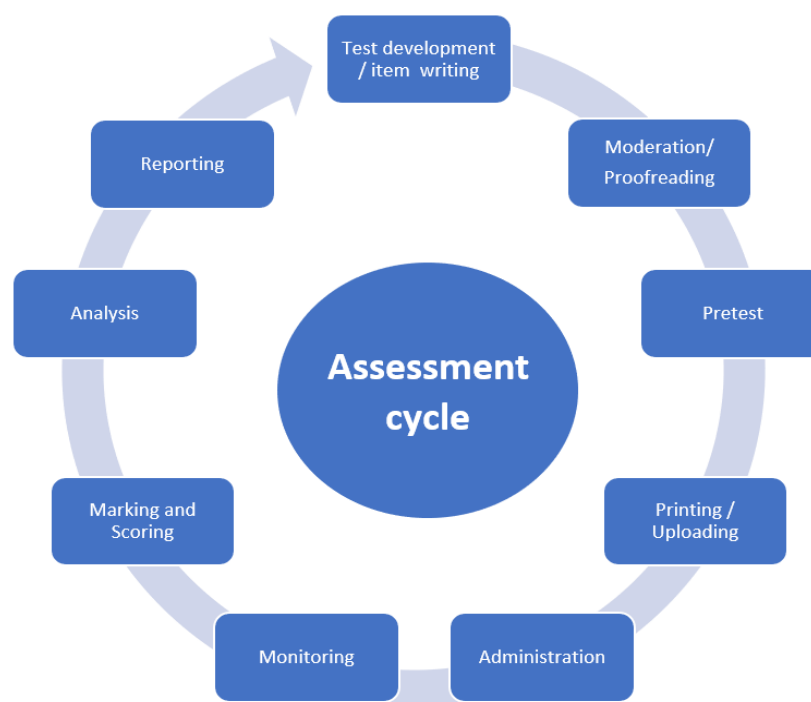 Test development
/ item  writing
Moderation/
Proofreading
Pretest
Printing /
Uploading
Administration
Monitoring
Marking and
Scoring
Analysis
Reporting
Assessment
cycle